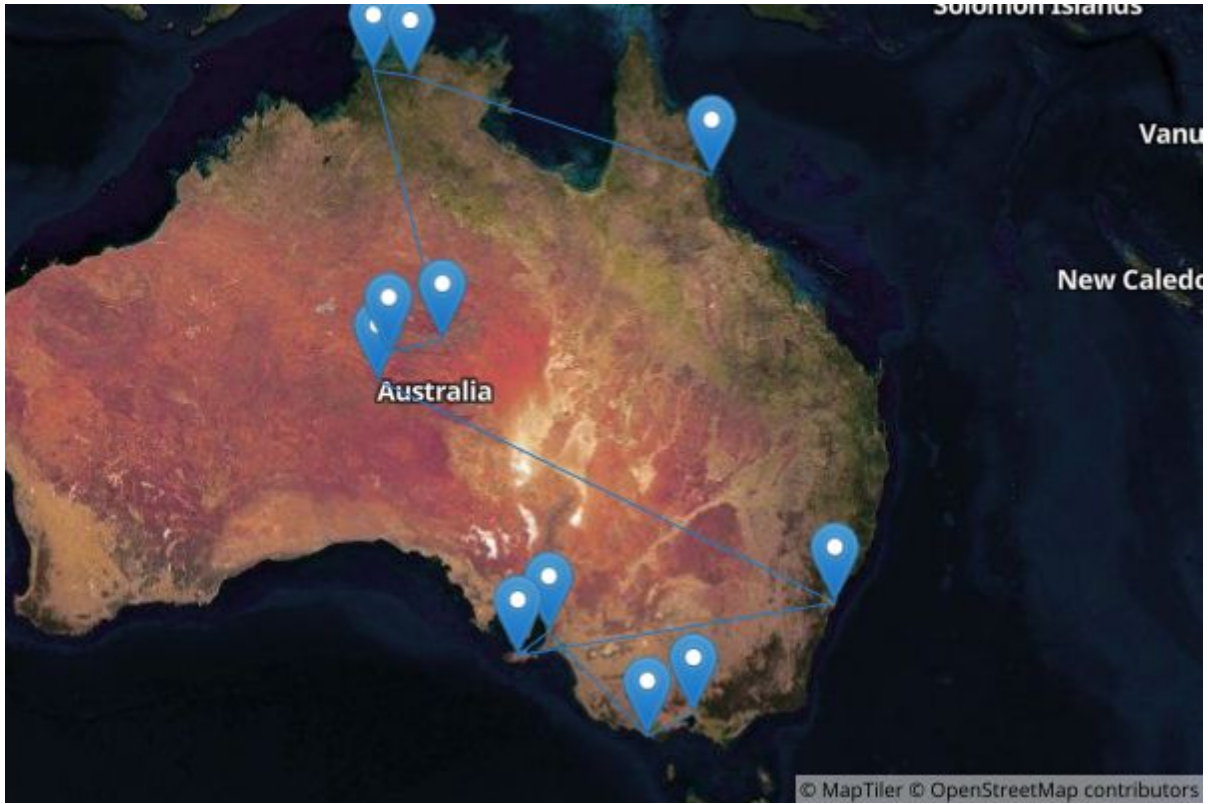 Solomon Islands
Vanu
New Caledo
Australia
© MapTiler © OpenStreetMap contributors